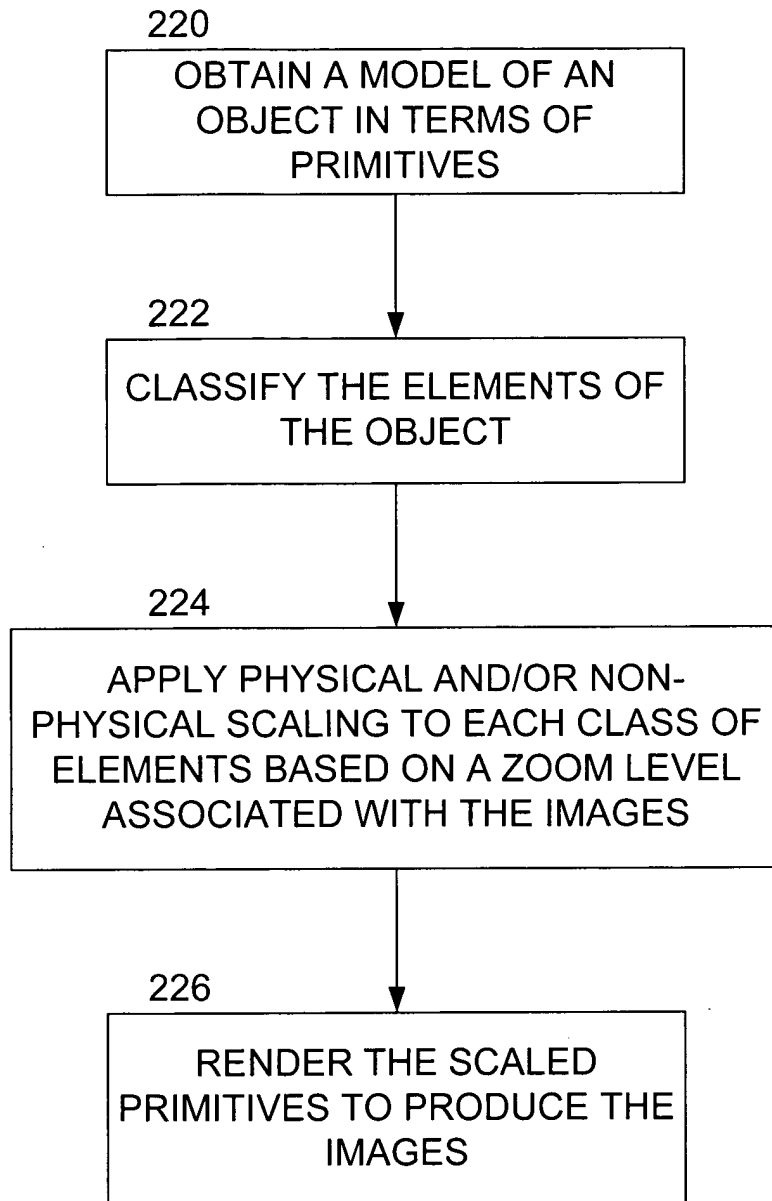 220
OBTAIN A MODEL OF AN
OBJECT IN TERMS OF
PRIMITIVES
222
CLASSIFY THE ELEMENTS OF
THE OBJECT
224
APPLY PHYSICAL AND/OR NON-
PHYSICAL SCALING TO EACH CLASS OF
ELEMENTS BASED ON A ZOOM LEVEL
ASSOCIATED WITH THE IMAGES
226
RENDER THE SCALED
PRIMITIVES TO PRODUCE THE
IMAGES